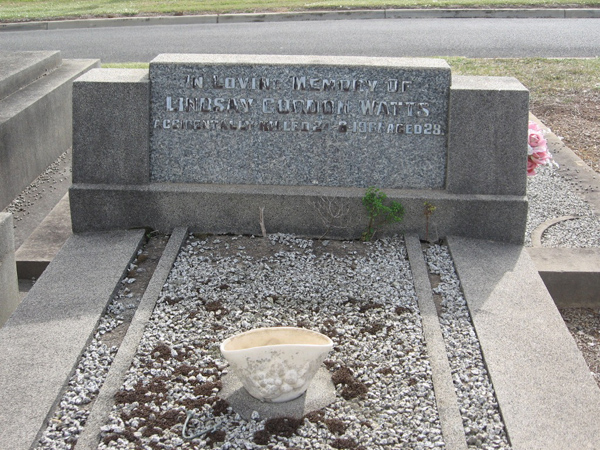 IN LOVING MEMORY OF
LINDSAY GORDON WATTS
ACCIDENTALLY KILLED AGED 28.